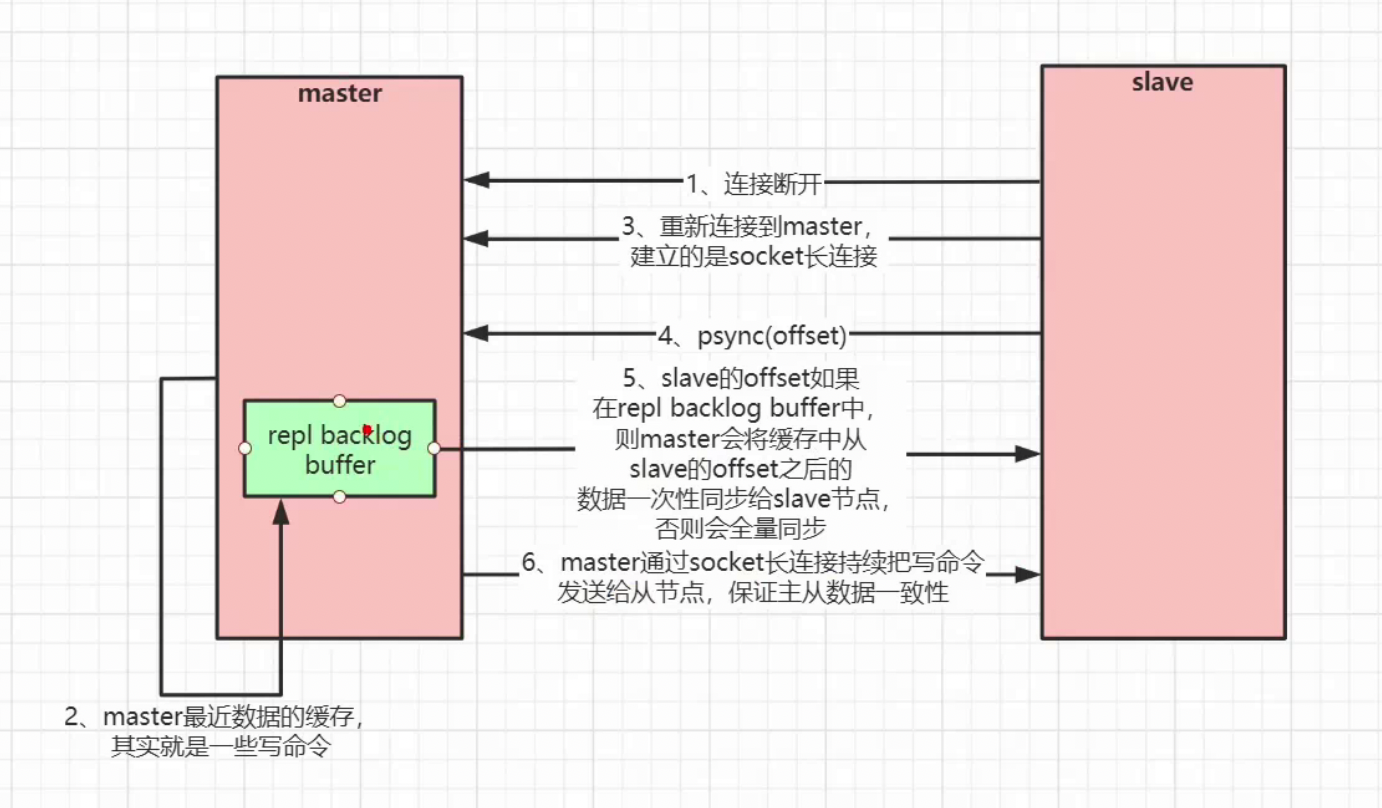 master
slave
1、连接断开
3、重新连接到master，
建立的是socket长连接
4、psync(offset)
5、slave的offset如果
在repl backlog buffer中，
则master会将缓存中从
slave的offset之后的
数据一次性同步给slave节点，
否则会全量同步
repl backlog
buffer
6、master通过socket长连接持续把写命令
发送给从节点，保证主从数据一致性
2、master最近数据的缓存，
其实就是一些写命令